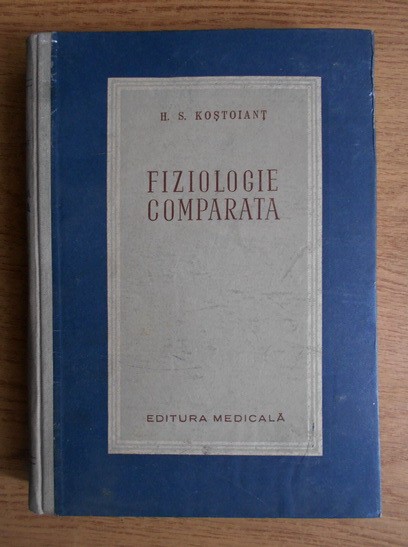 H. S. KOŞTOIANŢ
FIZIOLOGIE
COMPARATA
EDITURA MEDICALĂ